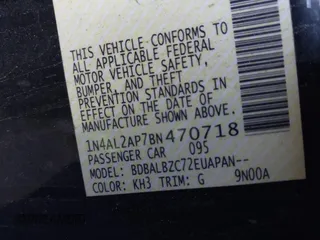 THIS VEHICLE CONFORMS TO
ALL APPLICABLE FEDERAL
MOTOR VEHICLE SAFETY,
BUMPER, AND THEFT
PREVENTION STANDARDS IN
EFFECT ON THE DATE OF
MANUFACTURE SHOWN ABOVE.
1N4AL2AP7BN470718
PASSENGER CAR 095
MODEL: BDBALBZC72EUAPAN--
COLOR: KH3 TRIM: G 9N00A